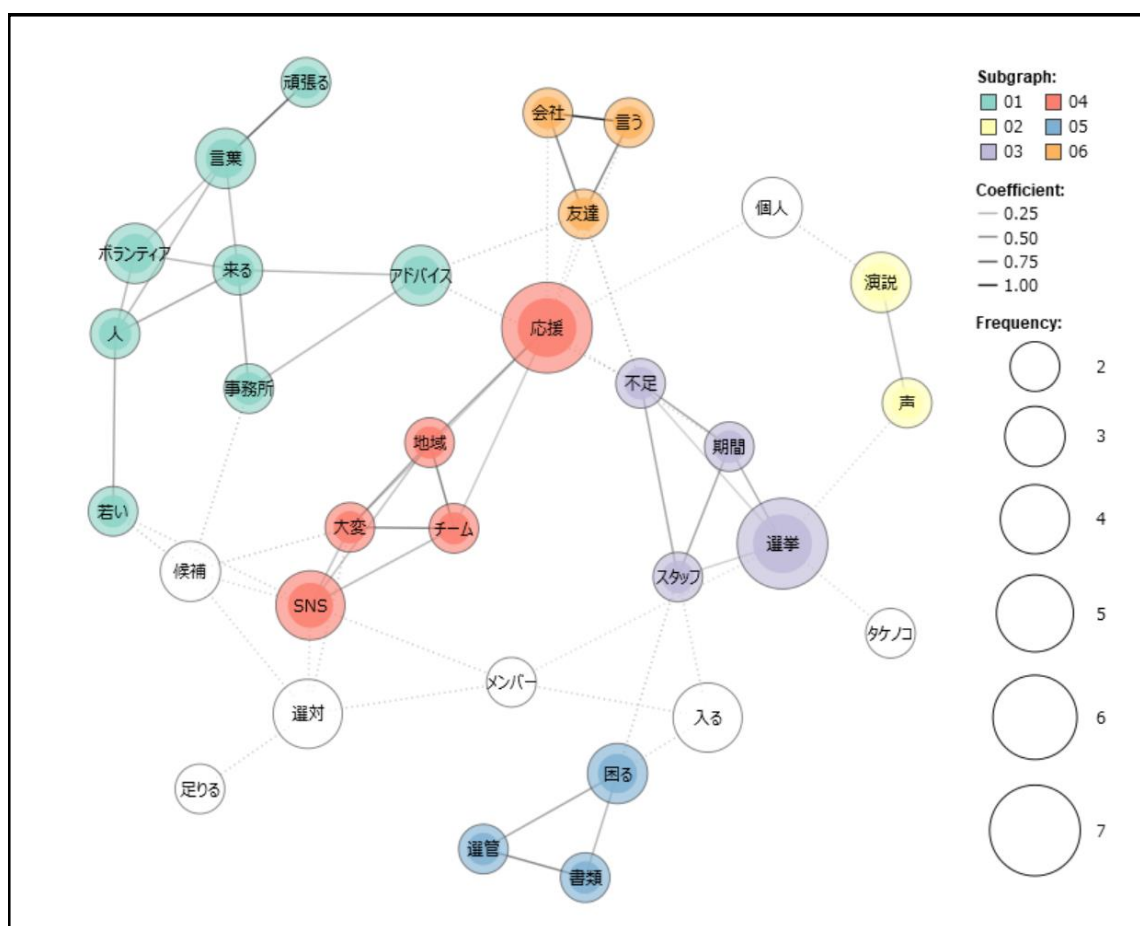 頑張る
会社
言う
言葉
友達
個人
ボランティア
来る
アドバイス
演説
人
応援
事務所
不足
声
地域
期間
若い
大変
チーム
選挙
候補
スタッフ
SNS
タケノコ
メンバー
選対
入る
足りる
困る
選管
書類
Subgraph:
01 04
02 05
03 06
Coefficient:
0.25
0.50
0.75
1.00
Frequency:
2
3
4
5
6
7